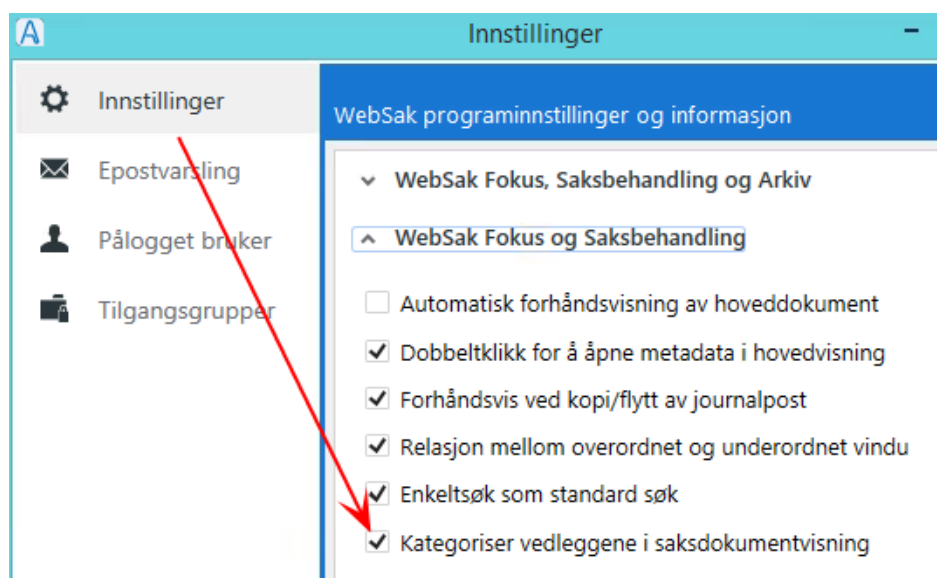 A
Innstillinger
Innstillinger
Epostvarsling
Pålogget bruker
Tilgangsgrupper
WebSak programinnstillinger og informasjon
WebSak Fokus, Saksbehandling og Arkiv
WebSak Fokus og Saksbehandling
Automatisk forhåndsvisning av hoveddokument
Dobbeltklikk for å åpne metadata i hovedvisning
Forhåndsvis ved kopi/flytt av journalpost
Relasjon mellom overordnet og underordnet vindu
Enkeltsøk som standard søk
Kategoriser vedleggene i saksdokumentvisning